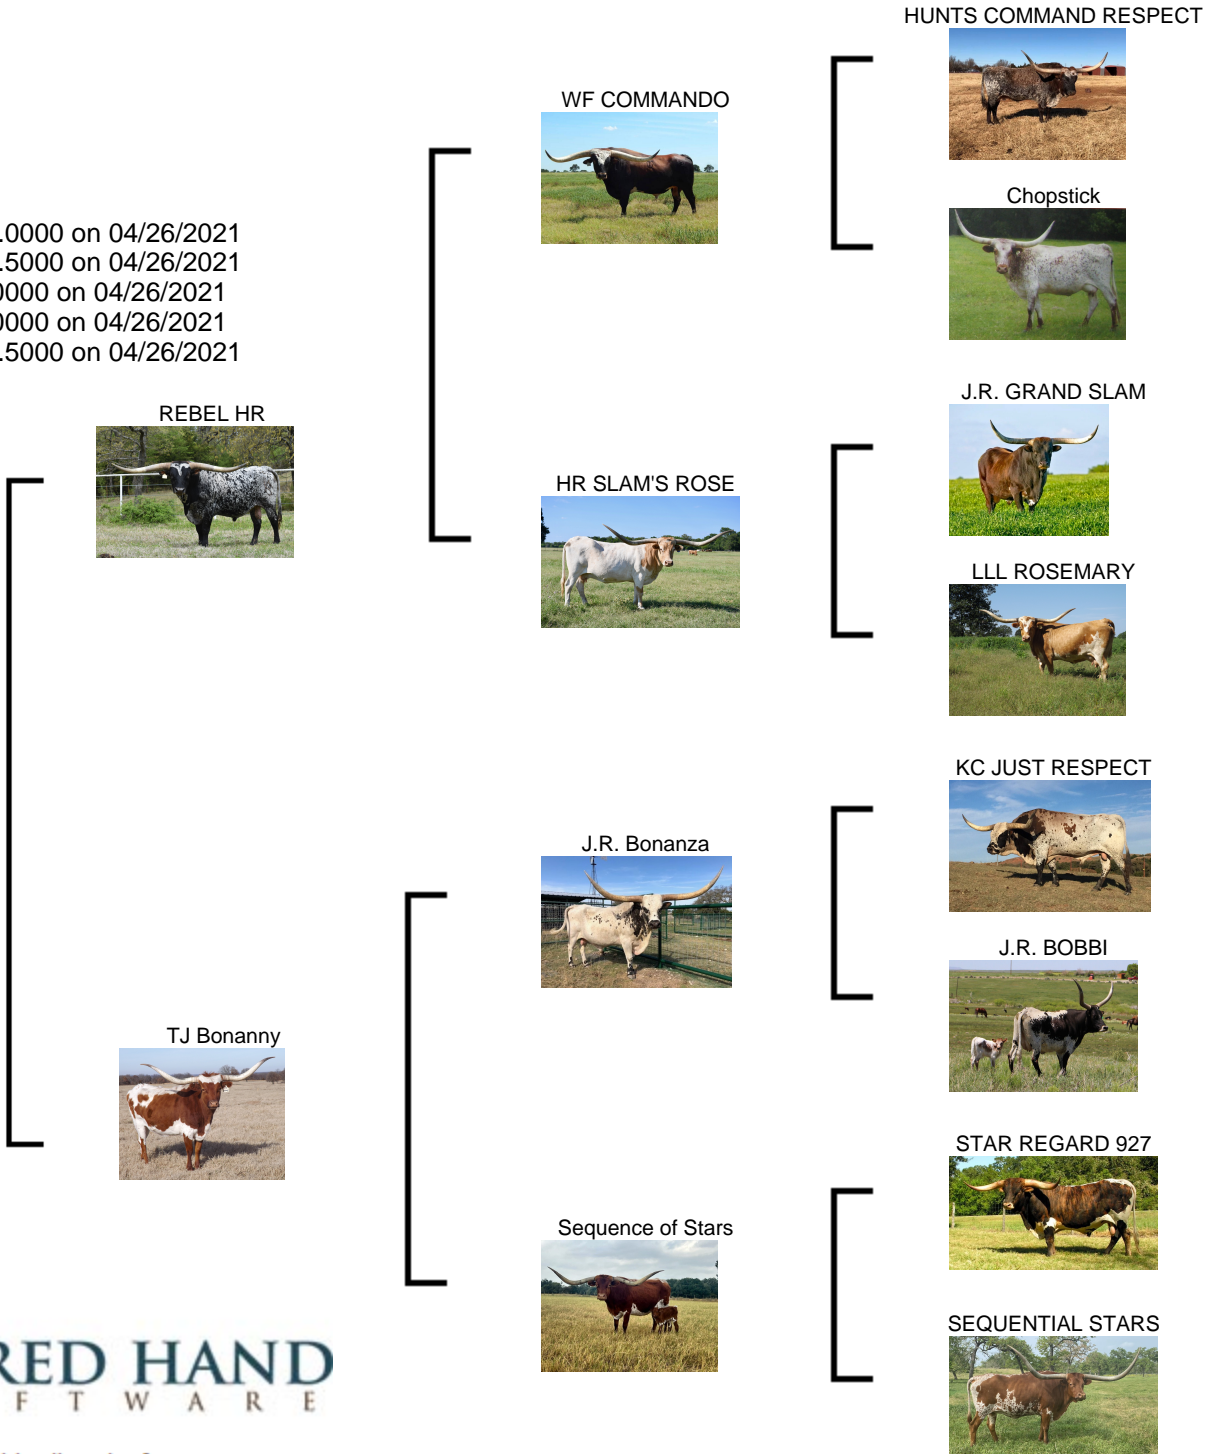 HUNTS COMMAND RESPECT
WF COMMANDO
Chopstick
.0000 on 04/26/2021
.5000 on 04/26/2021
0000 on 04/26/2021
0000 on 04/26/2021
.5000 on 04/26/2021
J.R. GRAND SLAM
REBEL HR
HR SLAM'S ROSE
LLL ROSEMARY
KC JUST RESPECT
J.R. Bonanza
J.R. BOBBI
TJ Bonanny
STAR REGARD 927
Sequence of Stars
SEQUENTIAL STARS
RED HAND
F T W A R E